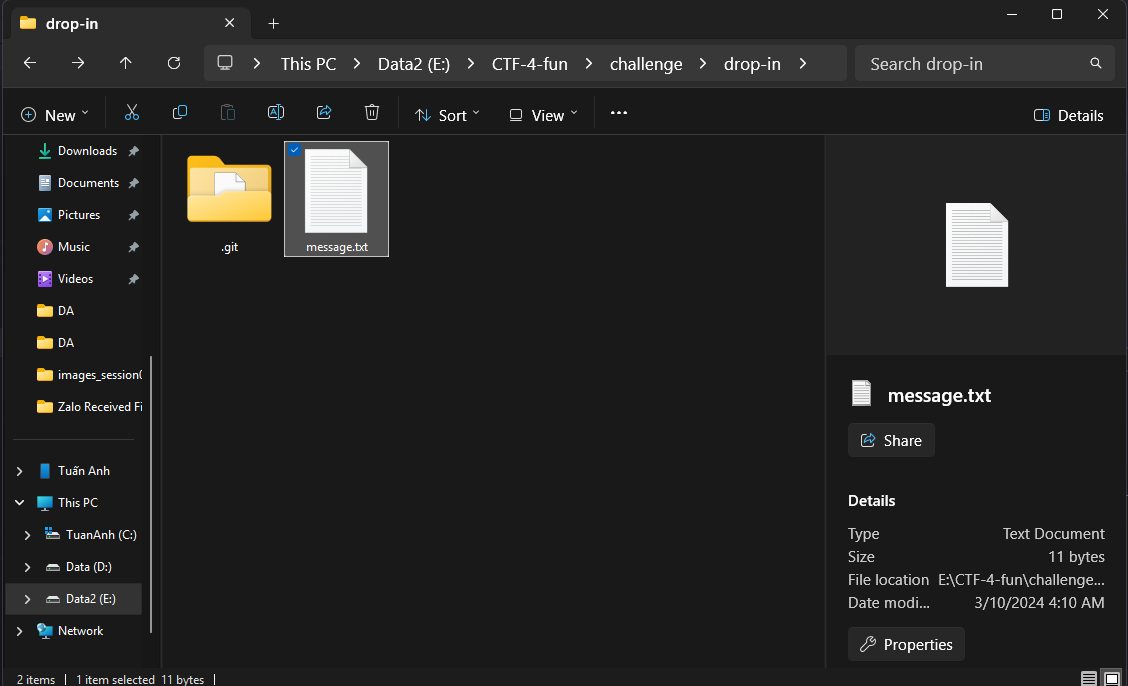 drop-in
This PC > Data2 (E:) > CTF-4-fun > challenge > drop-in >
Search drop-in
New
Sort
View
Details
Downloads
Documents
Pictures
Music
Videos
DA
DA
images_session0
Zalo Received Fi
Tuấn Anh
This PC
TuanAnh (C:)
Data (D:)
Data2 (E:)
Network
.git
message.txt
message.txt
Share
Details
Type Text Document
Size 11 bytes
File location E:\CTF-4-fun\challenge...
Date modi... 3/10/2024 4:10 AM
Properties
2 items 1 item selected 11 bytes